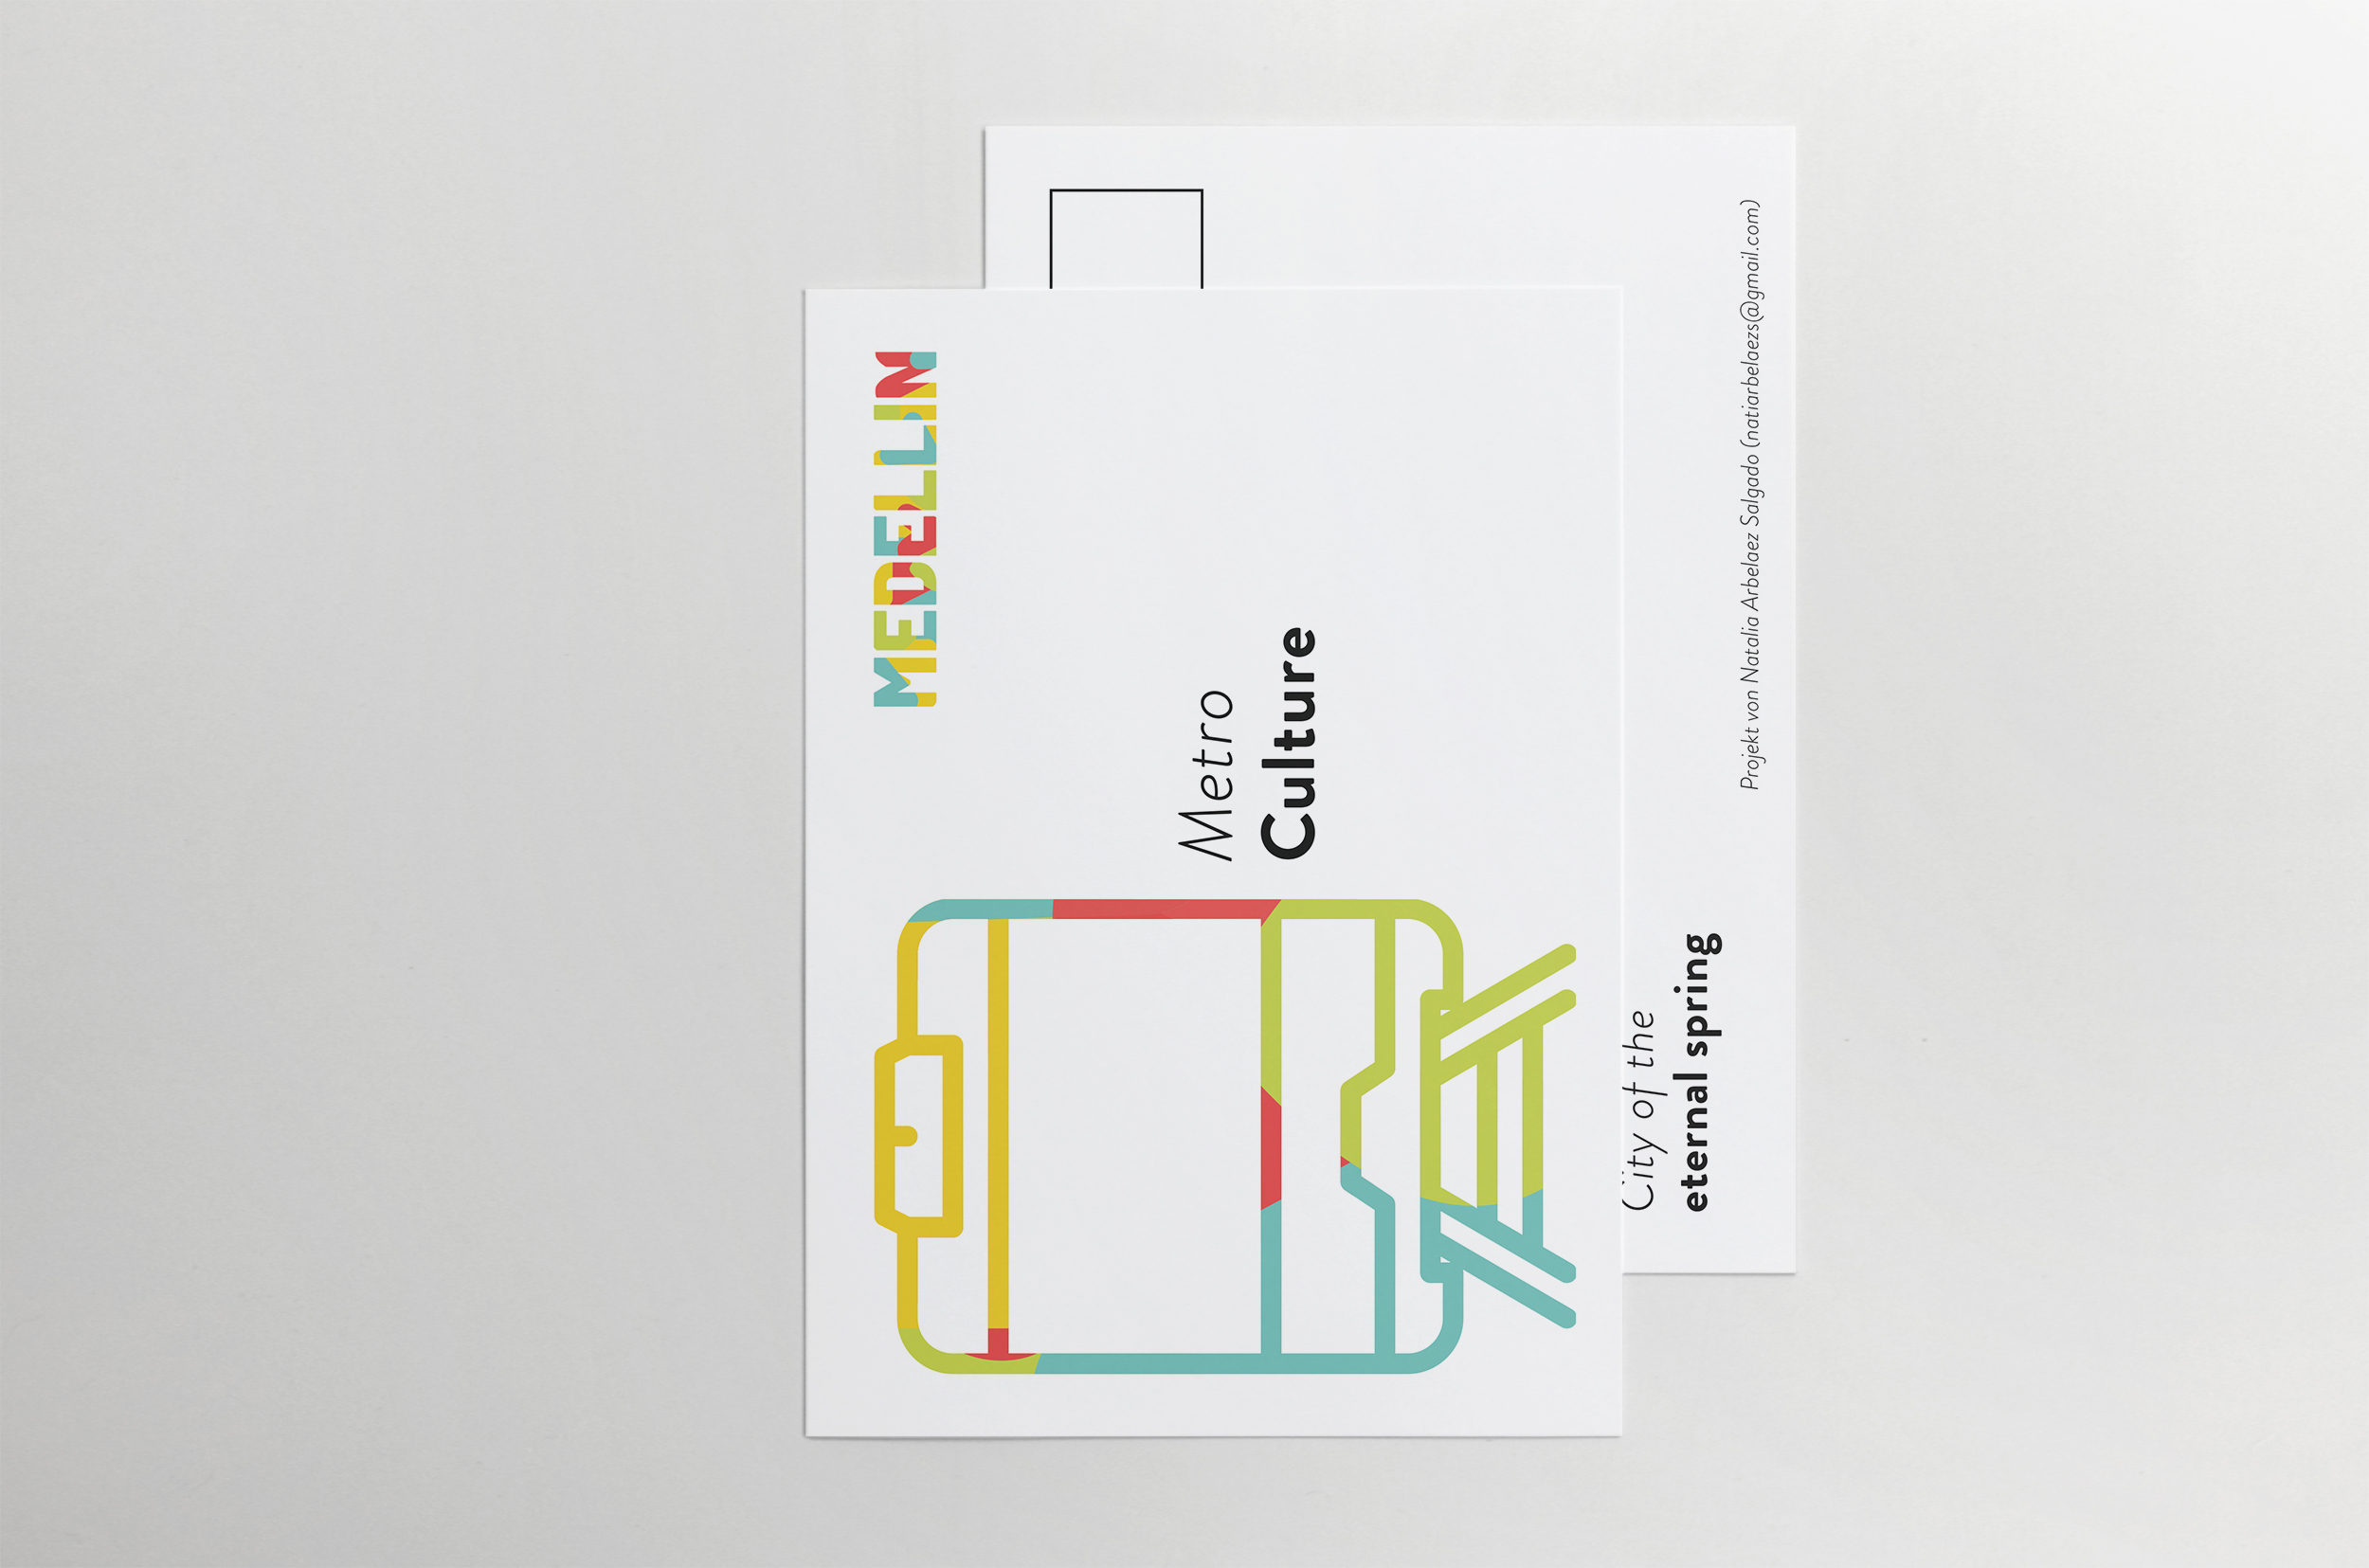 MEDELLIN
Metro
Culture
City of the
eternal spring
Projekt von Natalia Arbelaez Salgado (natiarbelaezs@gmail.com)